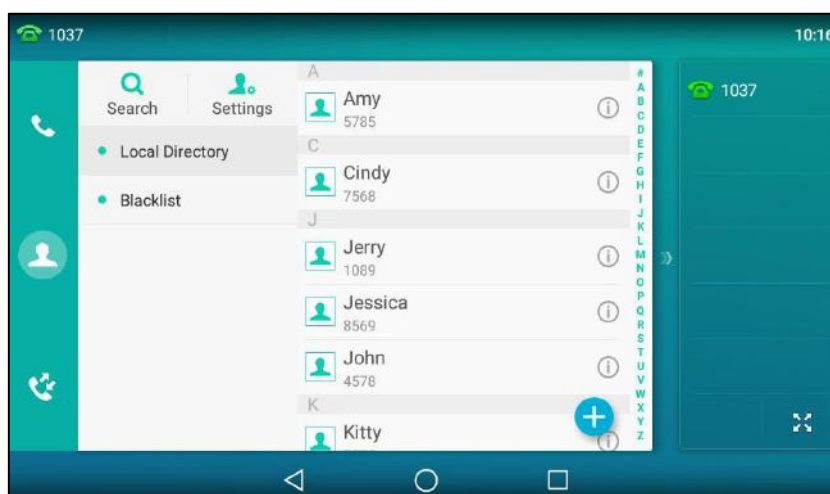 1037
10:16
Search
Settings
Local Directory
Blacklist
A
Amy
5785
C
Cindy
7568
J
Jerry
1089
Jessica
8569
John
4578
K
Kitty
#
A
B
C
D
E
F
G
H
I
J
K
L
M
N
O
P
Q
R
S
T
U
V
W
X
Y
Z
1037